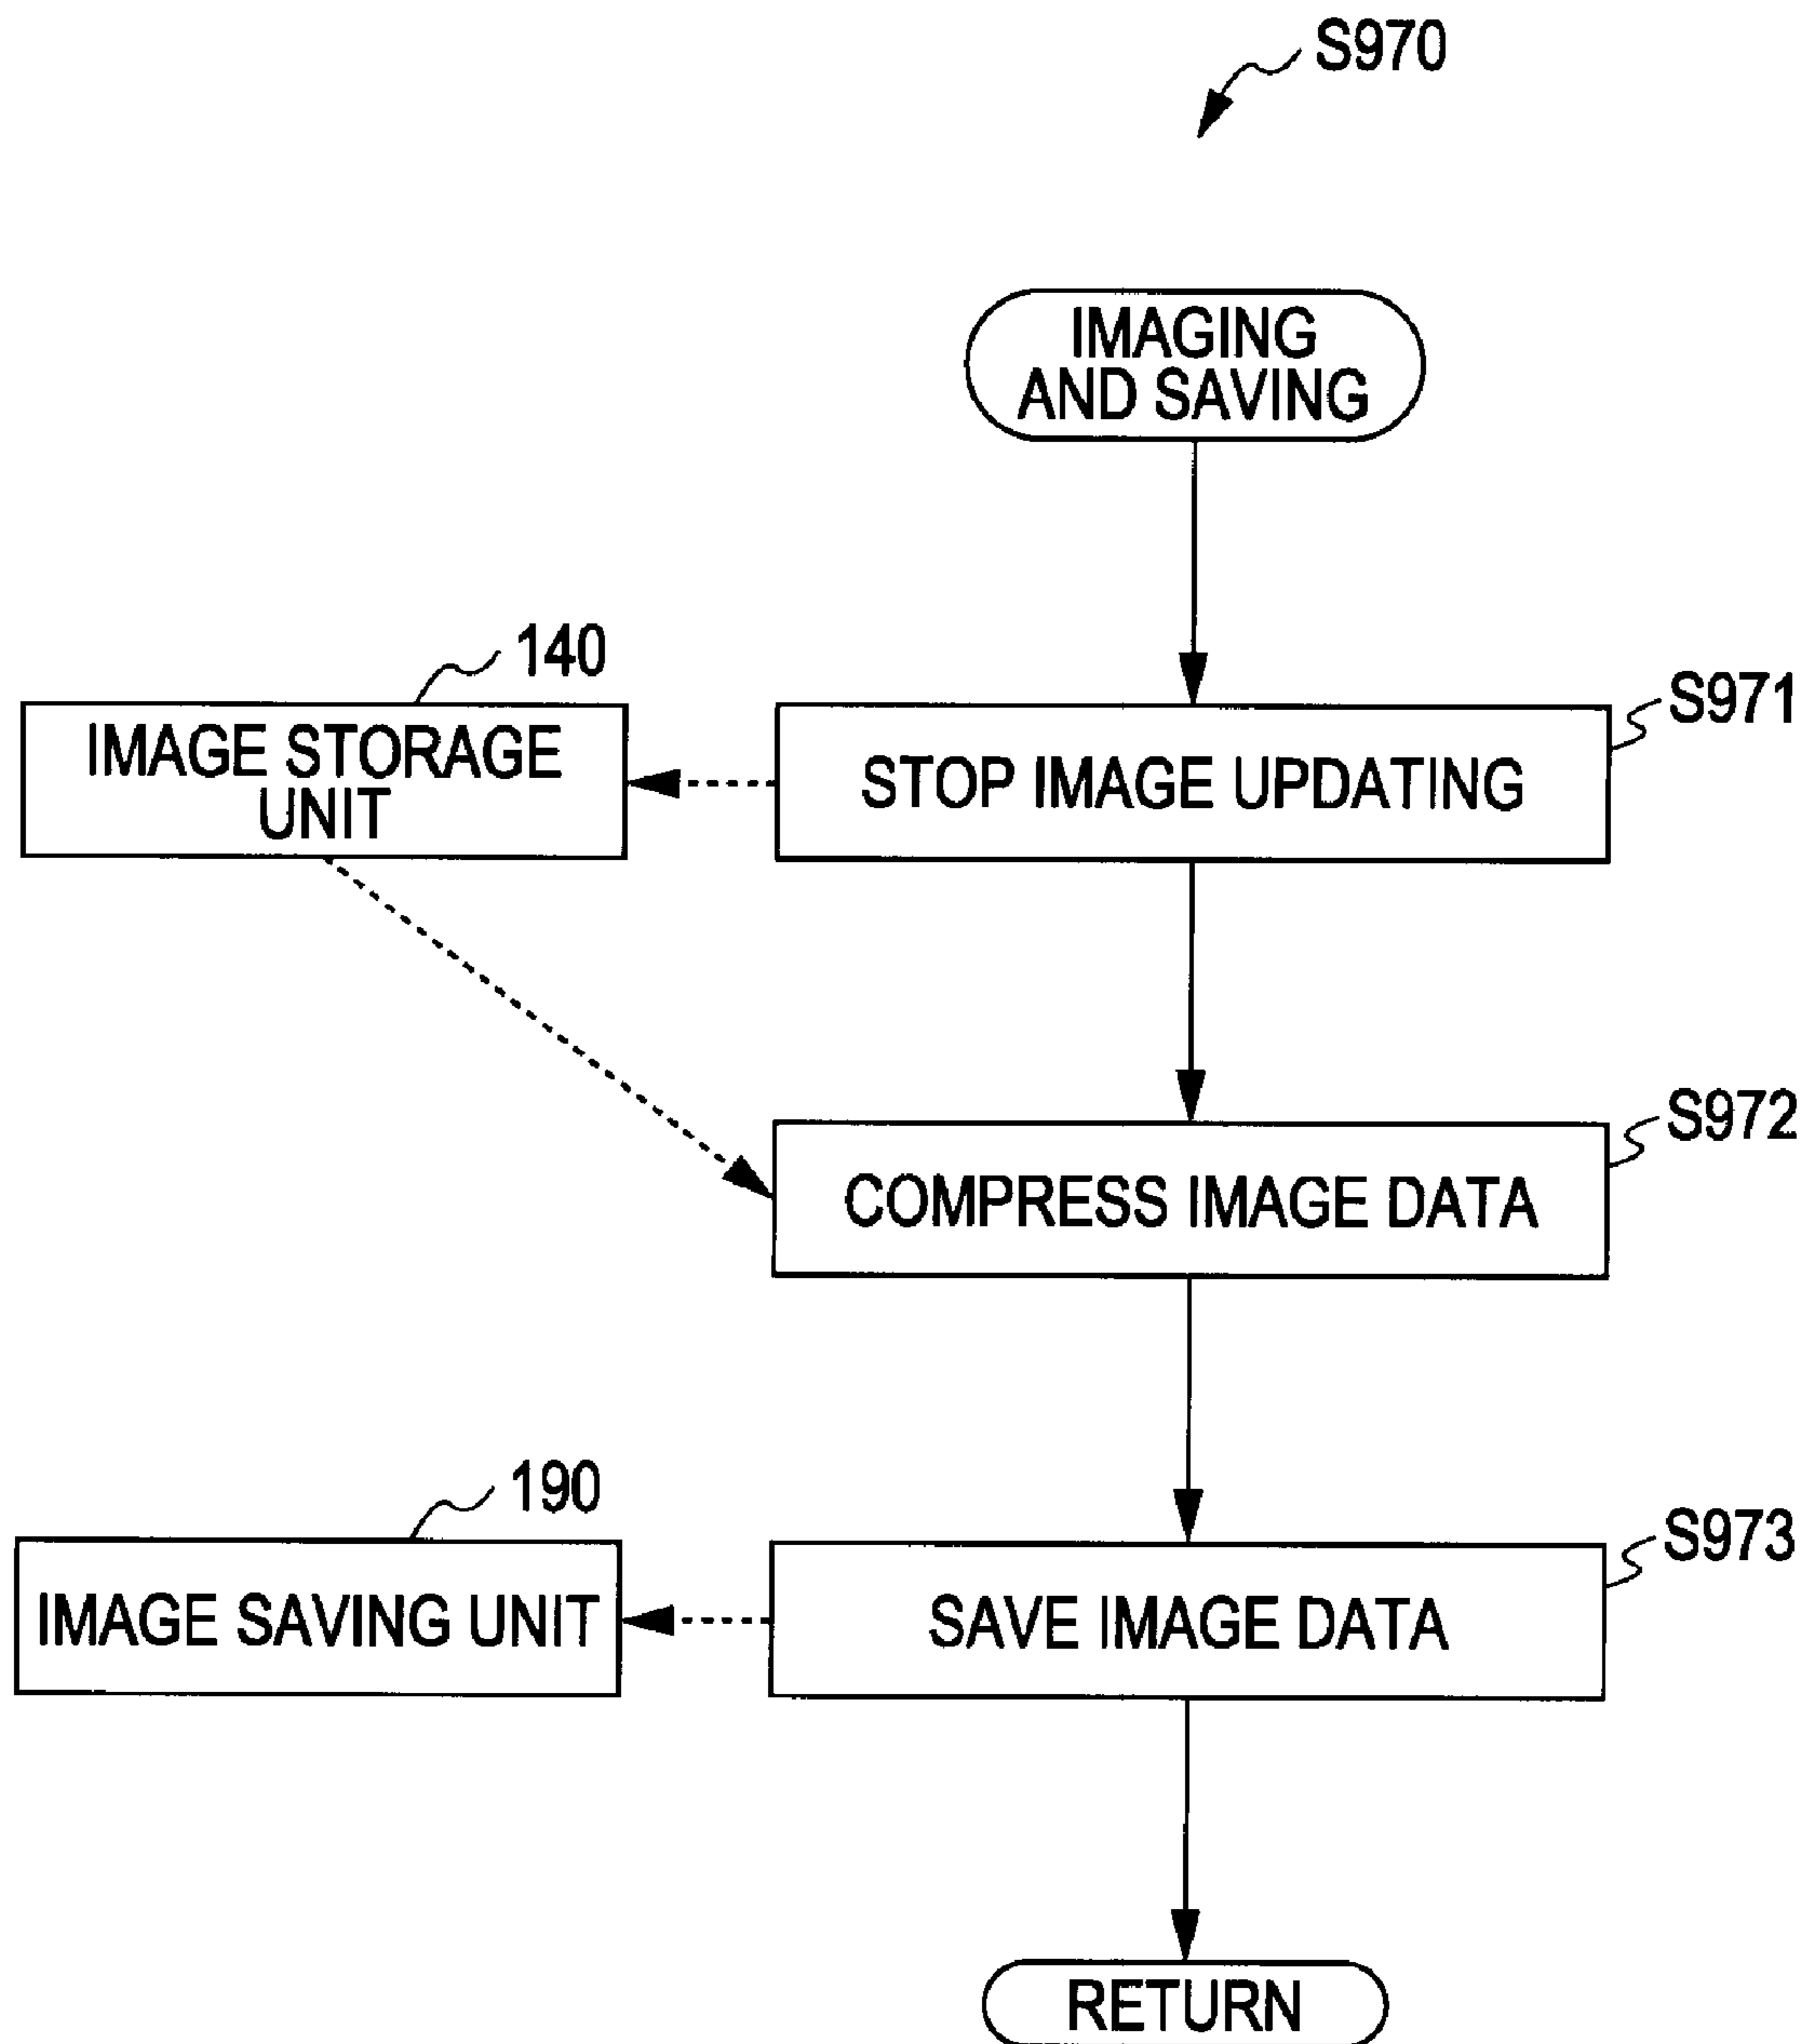 S970
IMAGING
AND SAVING
140
S971
IMAGE STORAGE
UNIT
STOP IMAGE UPDATING
S972
COMPRESS IMAGE DATA
190
S973
IMAGE SAVING UNIT
SAVE IMAGE DATA
RETURN